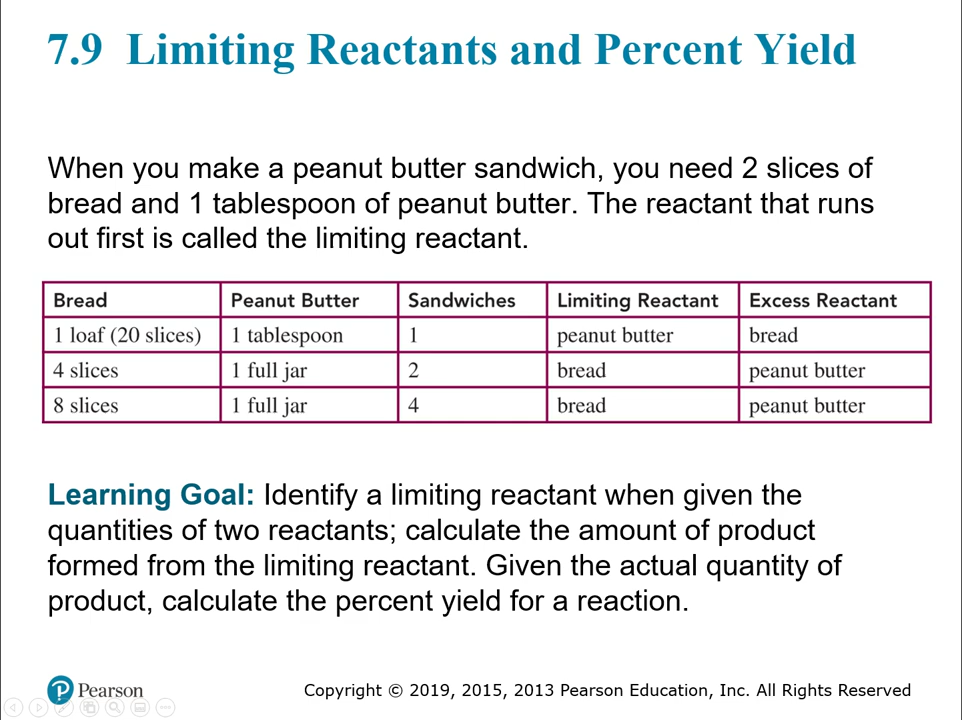 7.9 Limiting Reactants and Percent Yield
When you make a peanut butter sandwich, you need 2 slices of
bread and 1 tablespoon of peanut butter. The reactant that runs
out first is called the limiting reactant.
Bread Peanut Butter Sandwiches Limiting Reactant Excess Reactant
1 loaf (20 slices) 1 tablespoon 1 peanut butter bread
4 slices 1 full jar 2 bread peanut butter
8 slices 1 full jar 4 bread peanut butter
Learning Goal: Identify a limiting reactant when given the
quantities of two reactants; calculate the amount of product
formed from the limiting reactant. Given the actual quantity of
product, calculate the percent yield for a reaction.
Pearson Copyright © 2019, 2015, 2013 Pearson Education, Inc. All Rights Reserved